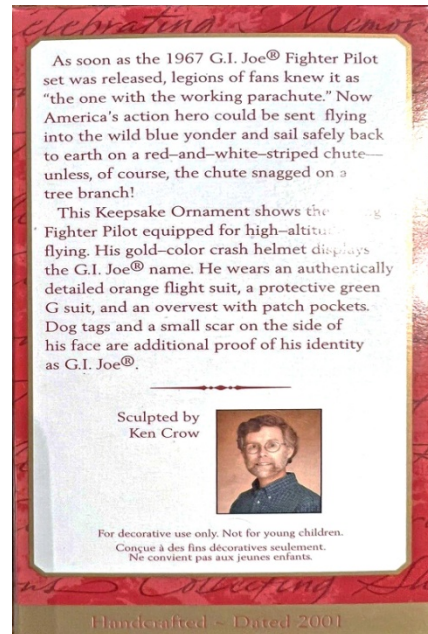 Celebrating
As soon as the 1967 G.I. Joe® Fighter Pilot
set was released, legions of fans knew it as
“the one with the working parachute.” Now
America’s action hero could be sent flying
into the wild blue yonder and sail safely back
to earth on a red–and–white–striped chute—
unless, of course, the chute snagged on a
tree branch!
This Keepsake Ornament shows the
Fighter Pilot equipped for high–altitude
flying. His gold–color crash helmet displays
the G.I. Joe® name. He wears an authentically
detailed orange flight suit, a protective green
G suit, and an overvest with patch pockets.
Dog tags and a small scar on the side of
his face are additional proof of his identity
as G.I. Joe®.
Sculpted by
Ken Crow
For decorative use only. Not for young children.
Conçue à des fins décoratives seulement.
Ne convient pas aux jeunes enfants.
Collecting
Handcrafted ~ Dated 2001